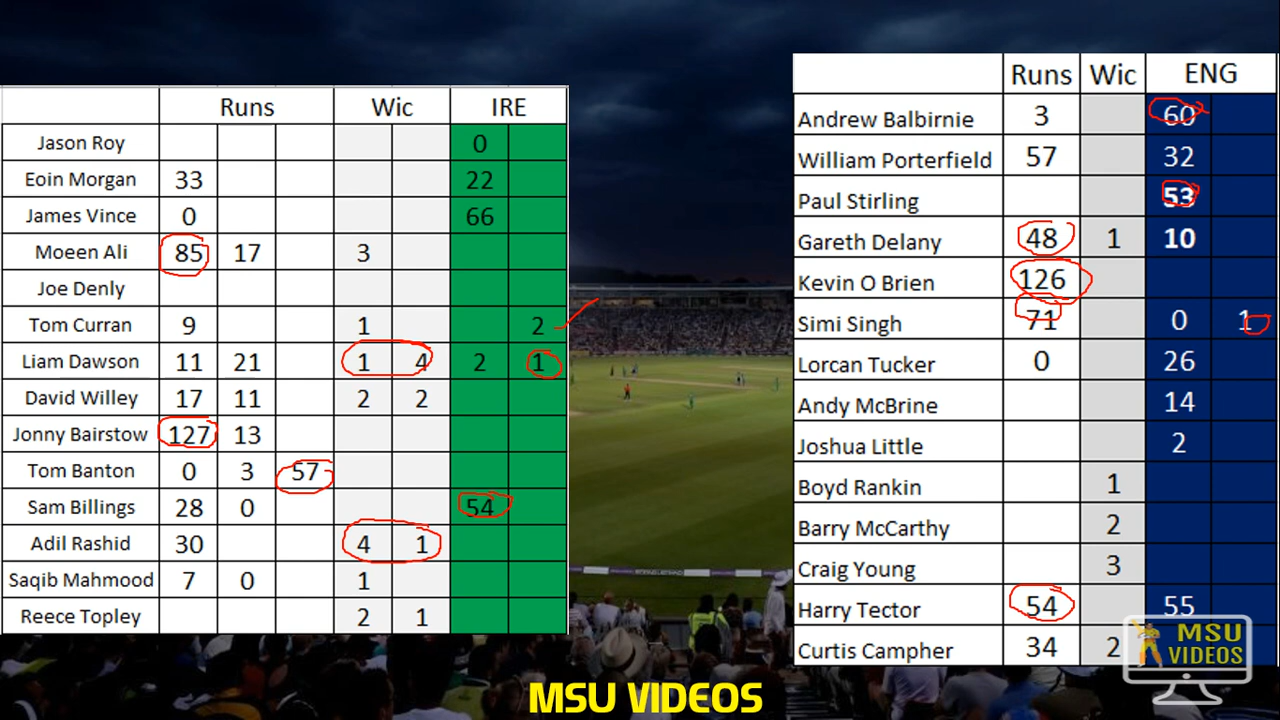 Runs Wic IRE
Jason Roy 0
Eoin Morgan 33 22
James Vince 0 66
Moeen Ali 85 17 3
Joe Denly
Tom Curran 9 1 2
Liam Dawson 11 21 1 4 2 1
David Willey 17 11 2 2
Jonny Bairstow 127 13
Tom Banton 0 3 57
Sam Billings 28 0 54
Adil Rashid 30 4 1
Saqib Mahmood 7 0 1
Reece Topley 2 1
Runs Wic ENG
Andrew Balbirnie 3 60
William Porterfield 57 32
Paul Stirling 53
Gareth Delany 48 1 10
Kevin O Brien 126
Simi Singh 71 0 1
Lorcan Tucker 0 26
Andy McBrine 14
Joshua Little 2
Boyd Rankin 1
Barry McCarthy 2
Craig Young 3
Harry Tector 54 55
Curtis Campher 34 2
MSU
VIDEOS
MSU VIDEOS